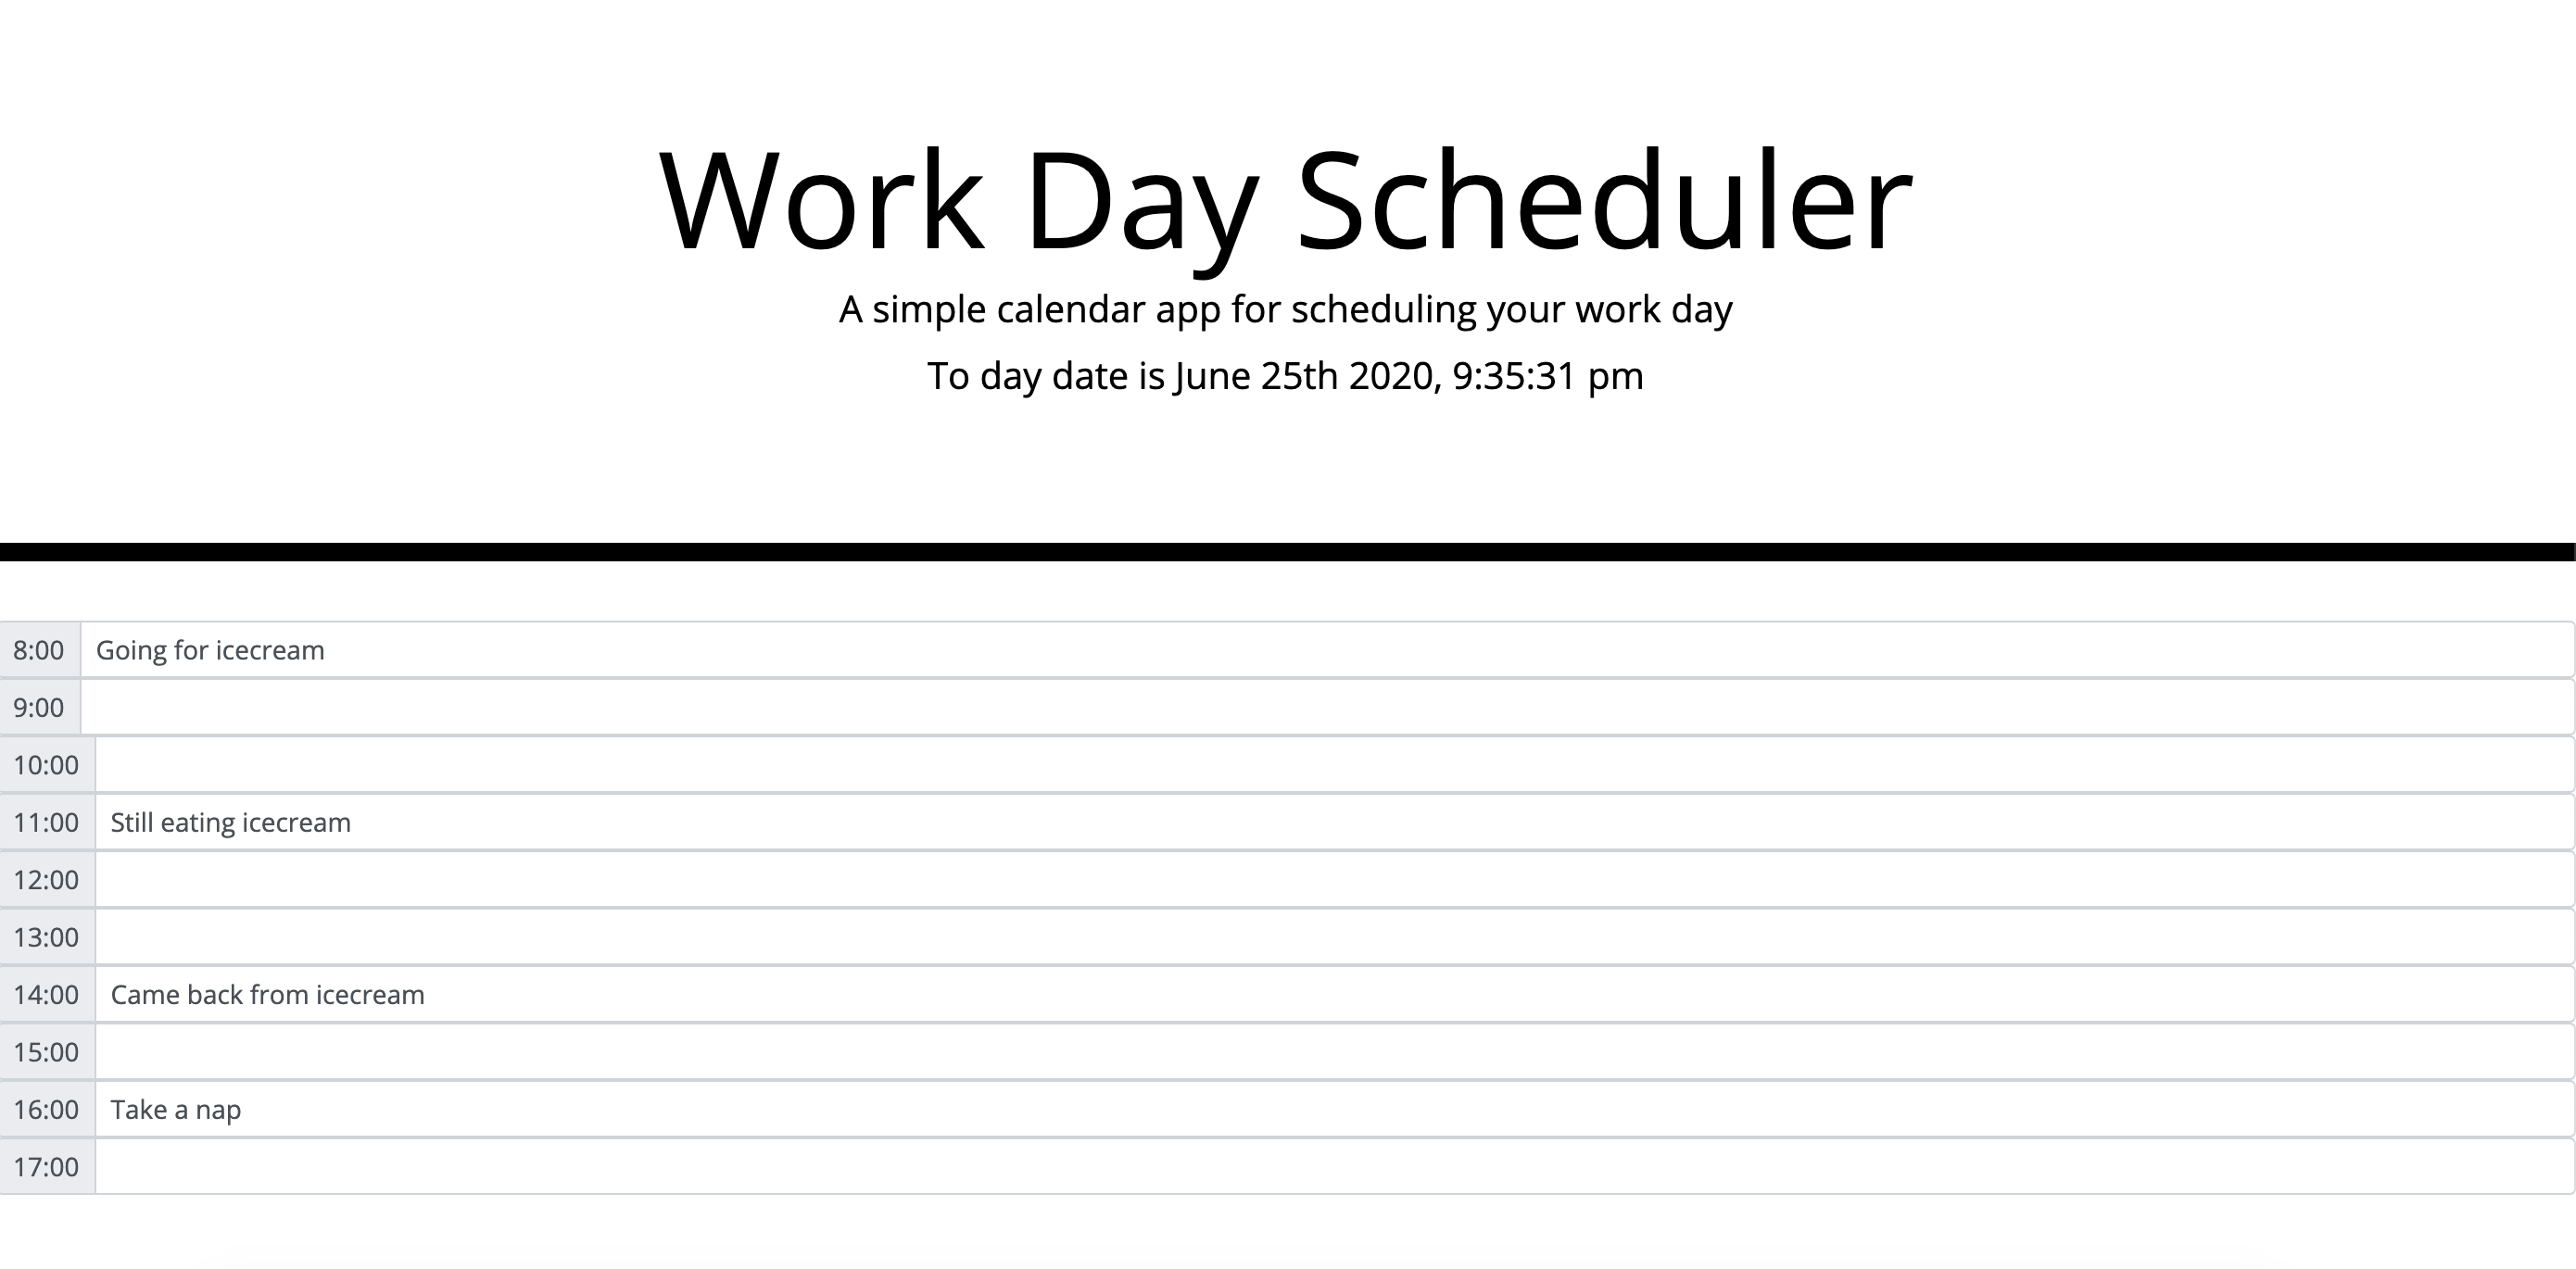 Work Day Scheduler
A simple calendar app for scheduling your work day
To day date is June 25th 2020, 9:35:31 pm
8:00 Going for icecream
9:00
10:00
11:00 Still eating icecream
12:00
13:00
14:00 Came back from icecream
15:00
16:00 Take a nap
17:00